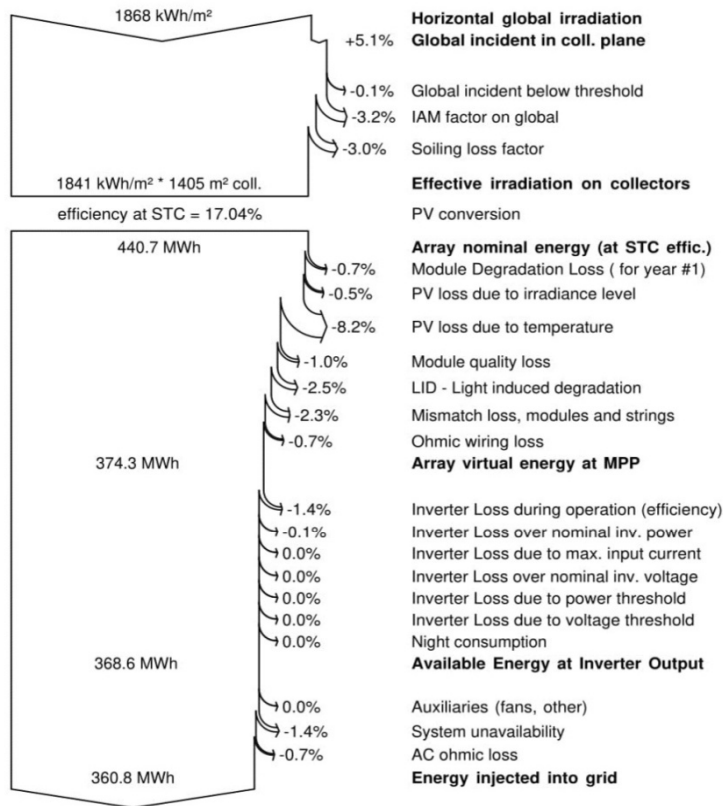 1868 kWh/m² Horizontal global irradiation
+5.1% Global incident in coll. plane
-0.1% Global incident below threshold
-3.2% IAM factor on global
-3.0% Soiling loss factor
1841 kWh/m² * 1405 m² coll. Effective irradiation on collectors
efficiency at STC = 17.04% PV conversion
440.7 MWh Array nominal energy (at STC effic.)
-0.7% Module Degradation Loss ( for year #1)
-0.5% PV loss due to irradiance level
-8.2% PV loss due to temperature
-1.0% Module quality loss
-2.5% LID - Light induced degradation
-2.3% Mismatch loss, modules and strings
-0.7% Ohmic wiring loss
374.3 MWh Array virtual energy at MPP
-1.4% Inverter Loss during operation (efficiency)
-0.1% Inverter Loss over nominal inv. power
0.0% Inverter Loss due to max. input current
0.0% Inverter Loss over nominal inv. voltage
0.0% Inverter Loss due to power threshold
0.0% Inverter Loss due to voltage threshold
0.0% Night consumption
368.6 MWh Available Energy at Inverter Output
0.0% Auxiliaries (fans, other)
-1.4% System unavailability
-0.7% AC ohmic loss
360.8 MWh Energy injected into grid